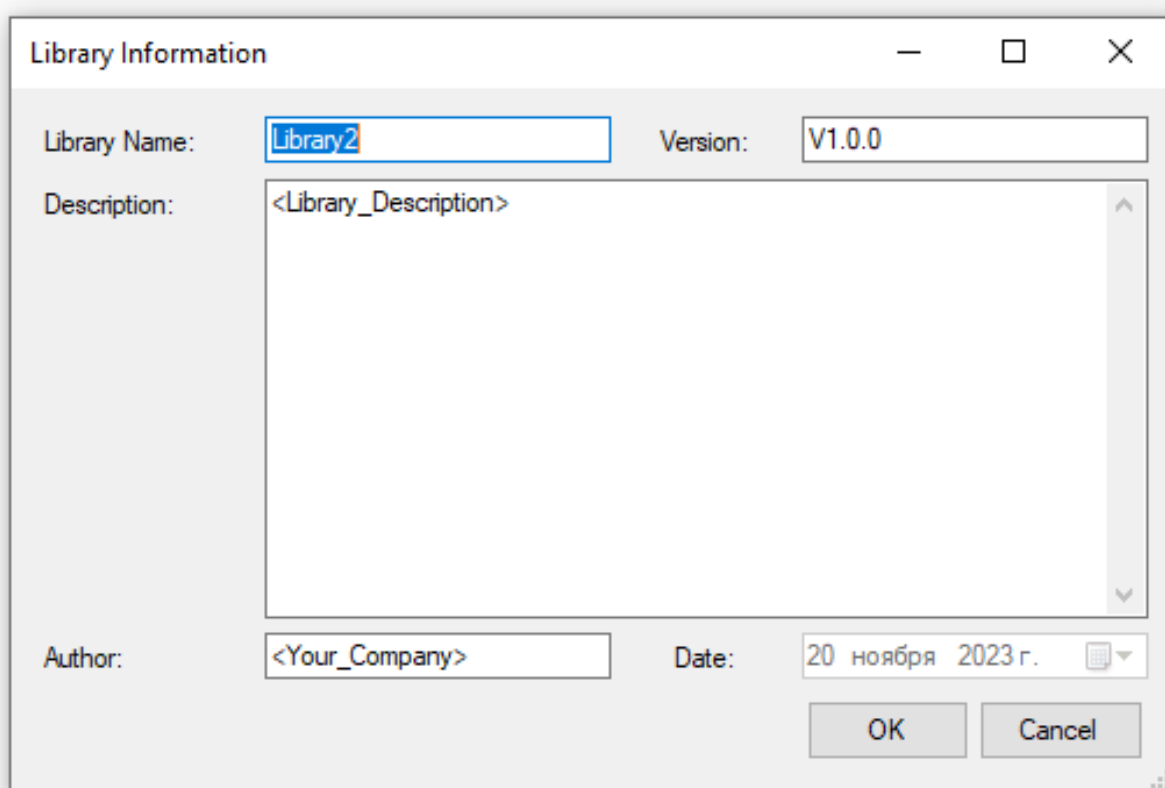 Library Information
Library Name: Library2 Version: V1.0.0
Description: <Library_Description>
Author: <Your_Company> Date: 20 ноября 2023 г.
OK Cancel